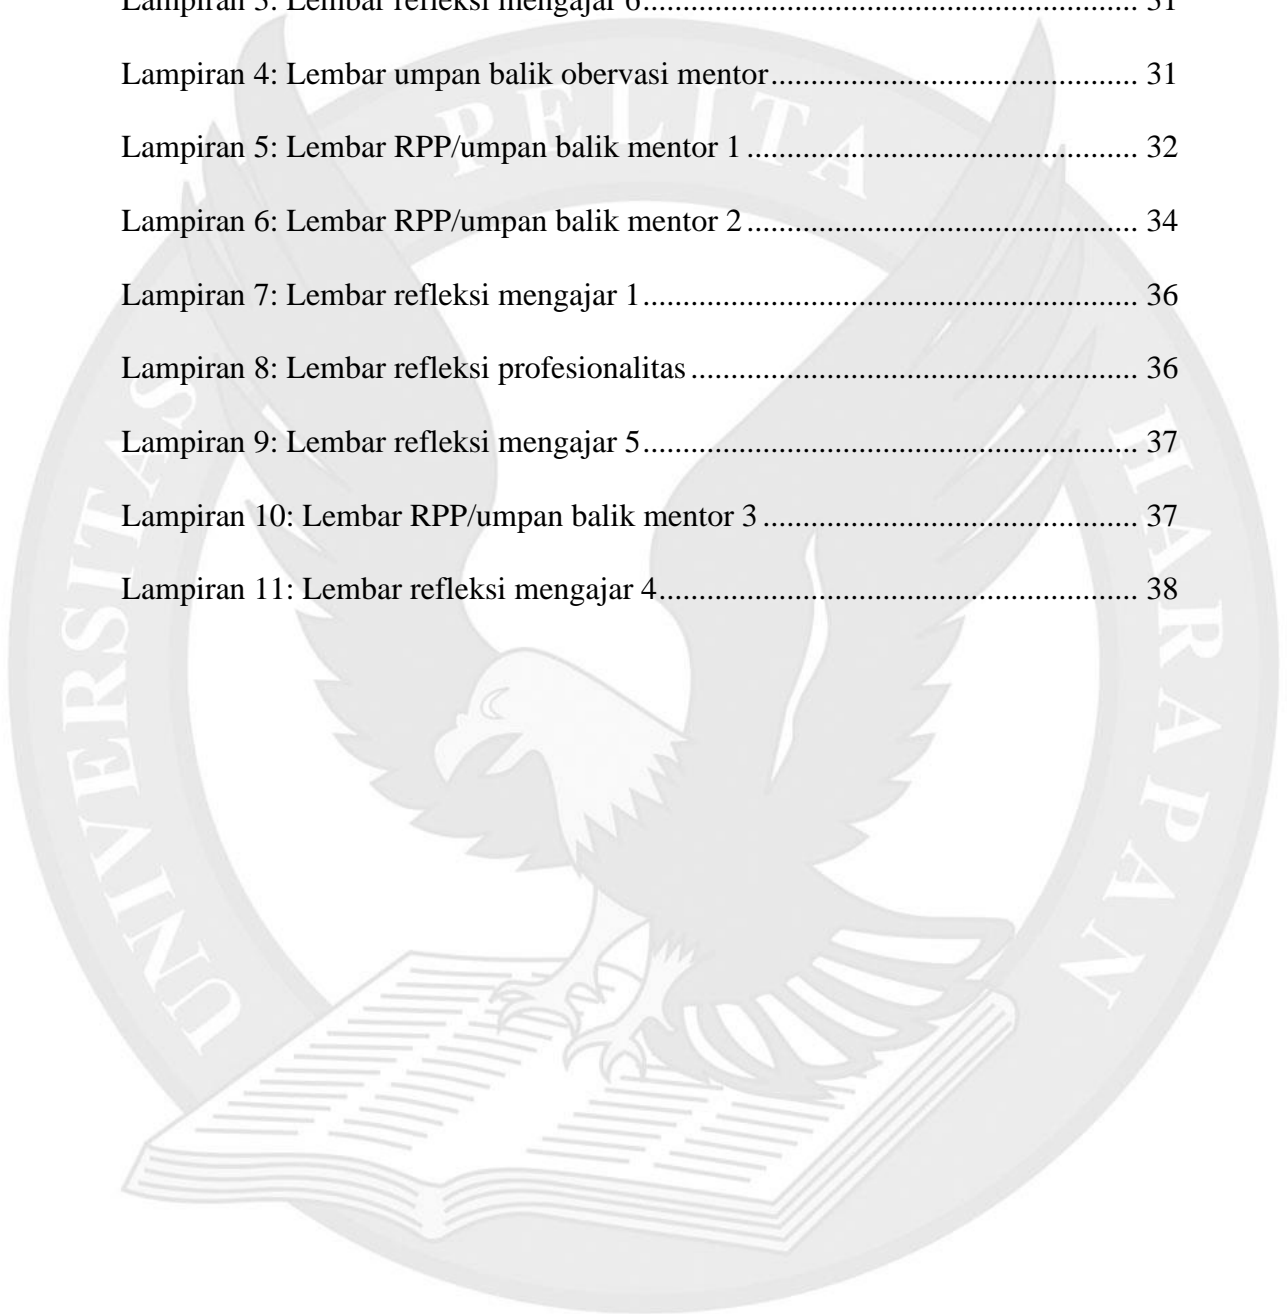 Lampiran 3: Lembar refleksi mengajar 6.......................................................... 31
Lampiran 4: Lembar umpan balik obervasi mentor.......................................... 31
Lampiran 5: Lembar RPP/umpan balik mentor 1 ............................................. 32
Lampiran 6: Lembar RPP/umpan balik mentor 2 ............................................. 34
Lampiran 7: Lembar refleksi mengajar 1.......................................................... 36
Lampiran 8: Lembar refleksi profesionalitas .................................................... 36
Lampiran 9: Lembar refleksi mengajar 5.......................................................... 37
Lampiran 10: Lembar RPP/umpan balik mentor 3 ........................................... 37
Lampiran 11: Lembar refleksi mengajar 4........................................................ 38
UNIVERSITAS PELITA HARAPAN